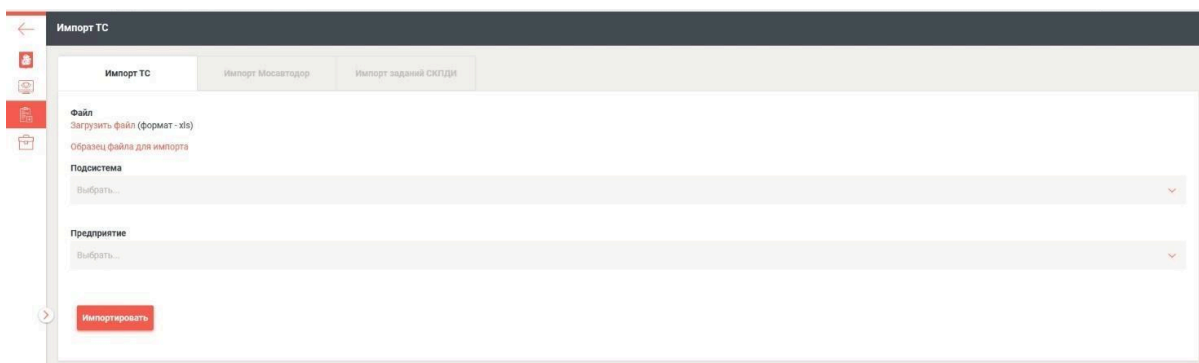 Импорт ТС
Импорт ТС
Импорт Мосавтодор
Импорт заданий СКПДИ
Файл
Загрузить файл (формат - xls)
Образец файла для импорта
Подсистема
Выбрать...
Предприятие
Выбрать...
Импортировать